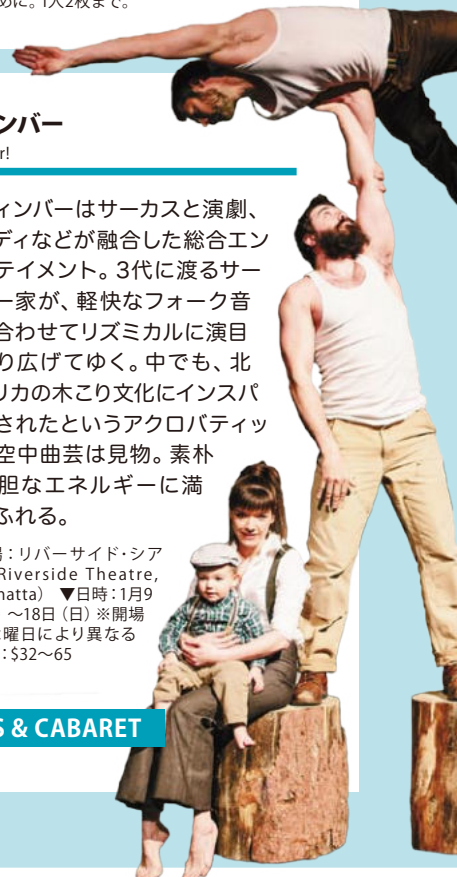 めに。1人2枚まで。
ンバー
r!
ィンバーはサーカスと演劇、
ディなどが融合した総合エン
テイメント。3代に渡るサー
一家が、軽快なフォーク音
合わせてリズミカルに演目
り広げてゆく。中でも、北
リカの木こり文化にインスパ
されたというアクロバティッ
空中曲芸は見物。素朴
胆なエネルギーに満
ふれる。
場：リバーサイド・シア
Riverside Theatre,
matta） ▼日時：1月9
～18日（日）※開場
曜日により異なる
：$32～65
S & CABARET